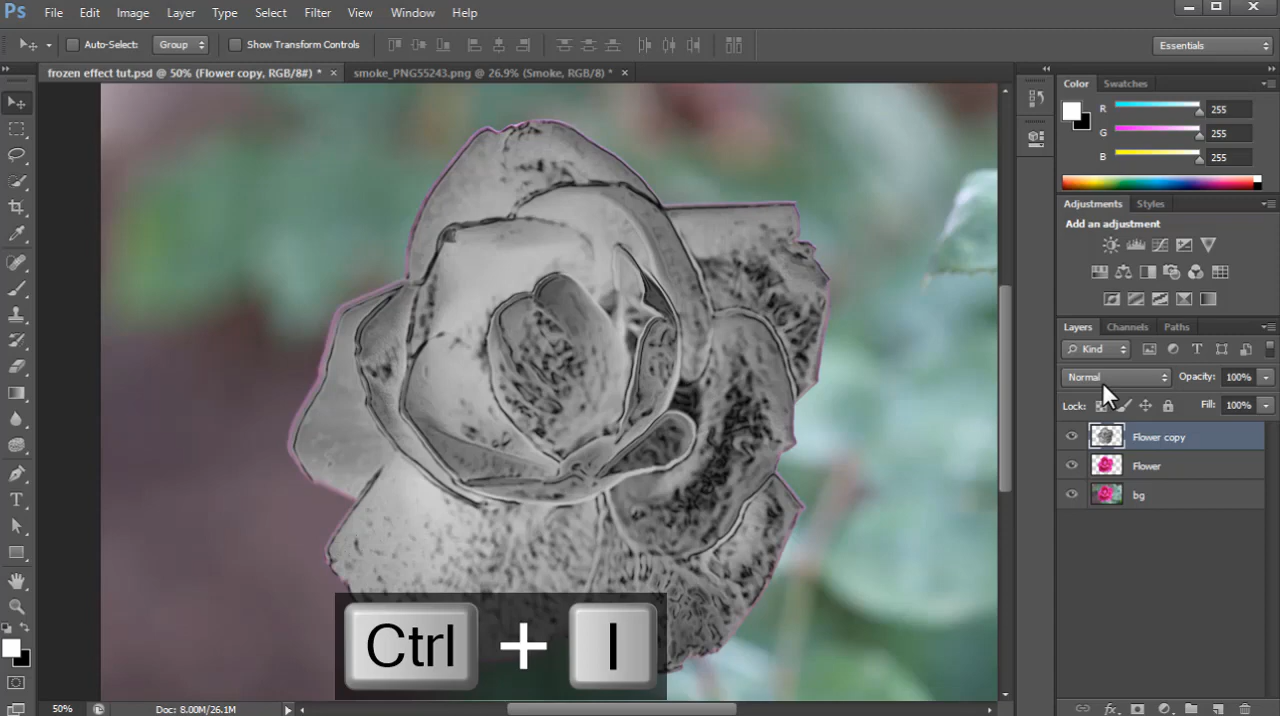 Ps File Edit Image Layer Type Select Filter View Window Help
Auto-Select: Group Show Transform Controls Essentials
frozen effect tut.psd @ 50% (Flower copy, RGB/8#) * × smoke_PNG55243.png @ 26.9% (Smoke, RGB/8) * ×
Color Swatches
R 255
G 255
B 255
Adjustments Styles
Add an adjustment
Layers Channels Paths
Kind
Normal Opacity: 100%
Lock: Fill: 100%
Flower copy
Flower
bg
Ctrl + I
50% Doc: 8.00M/26.1M